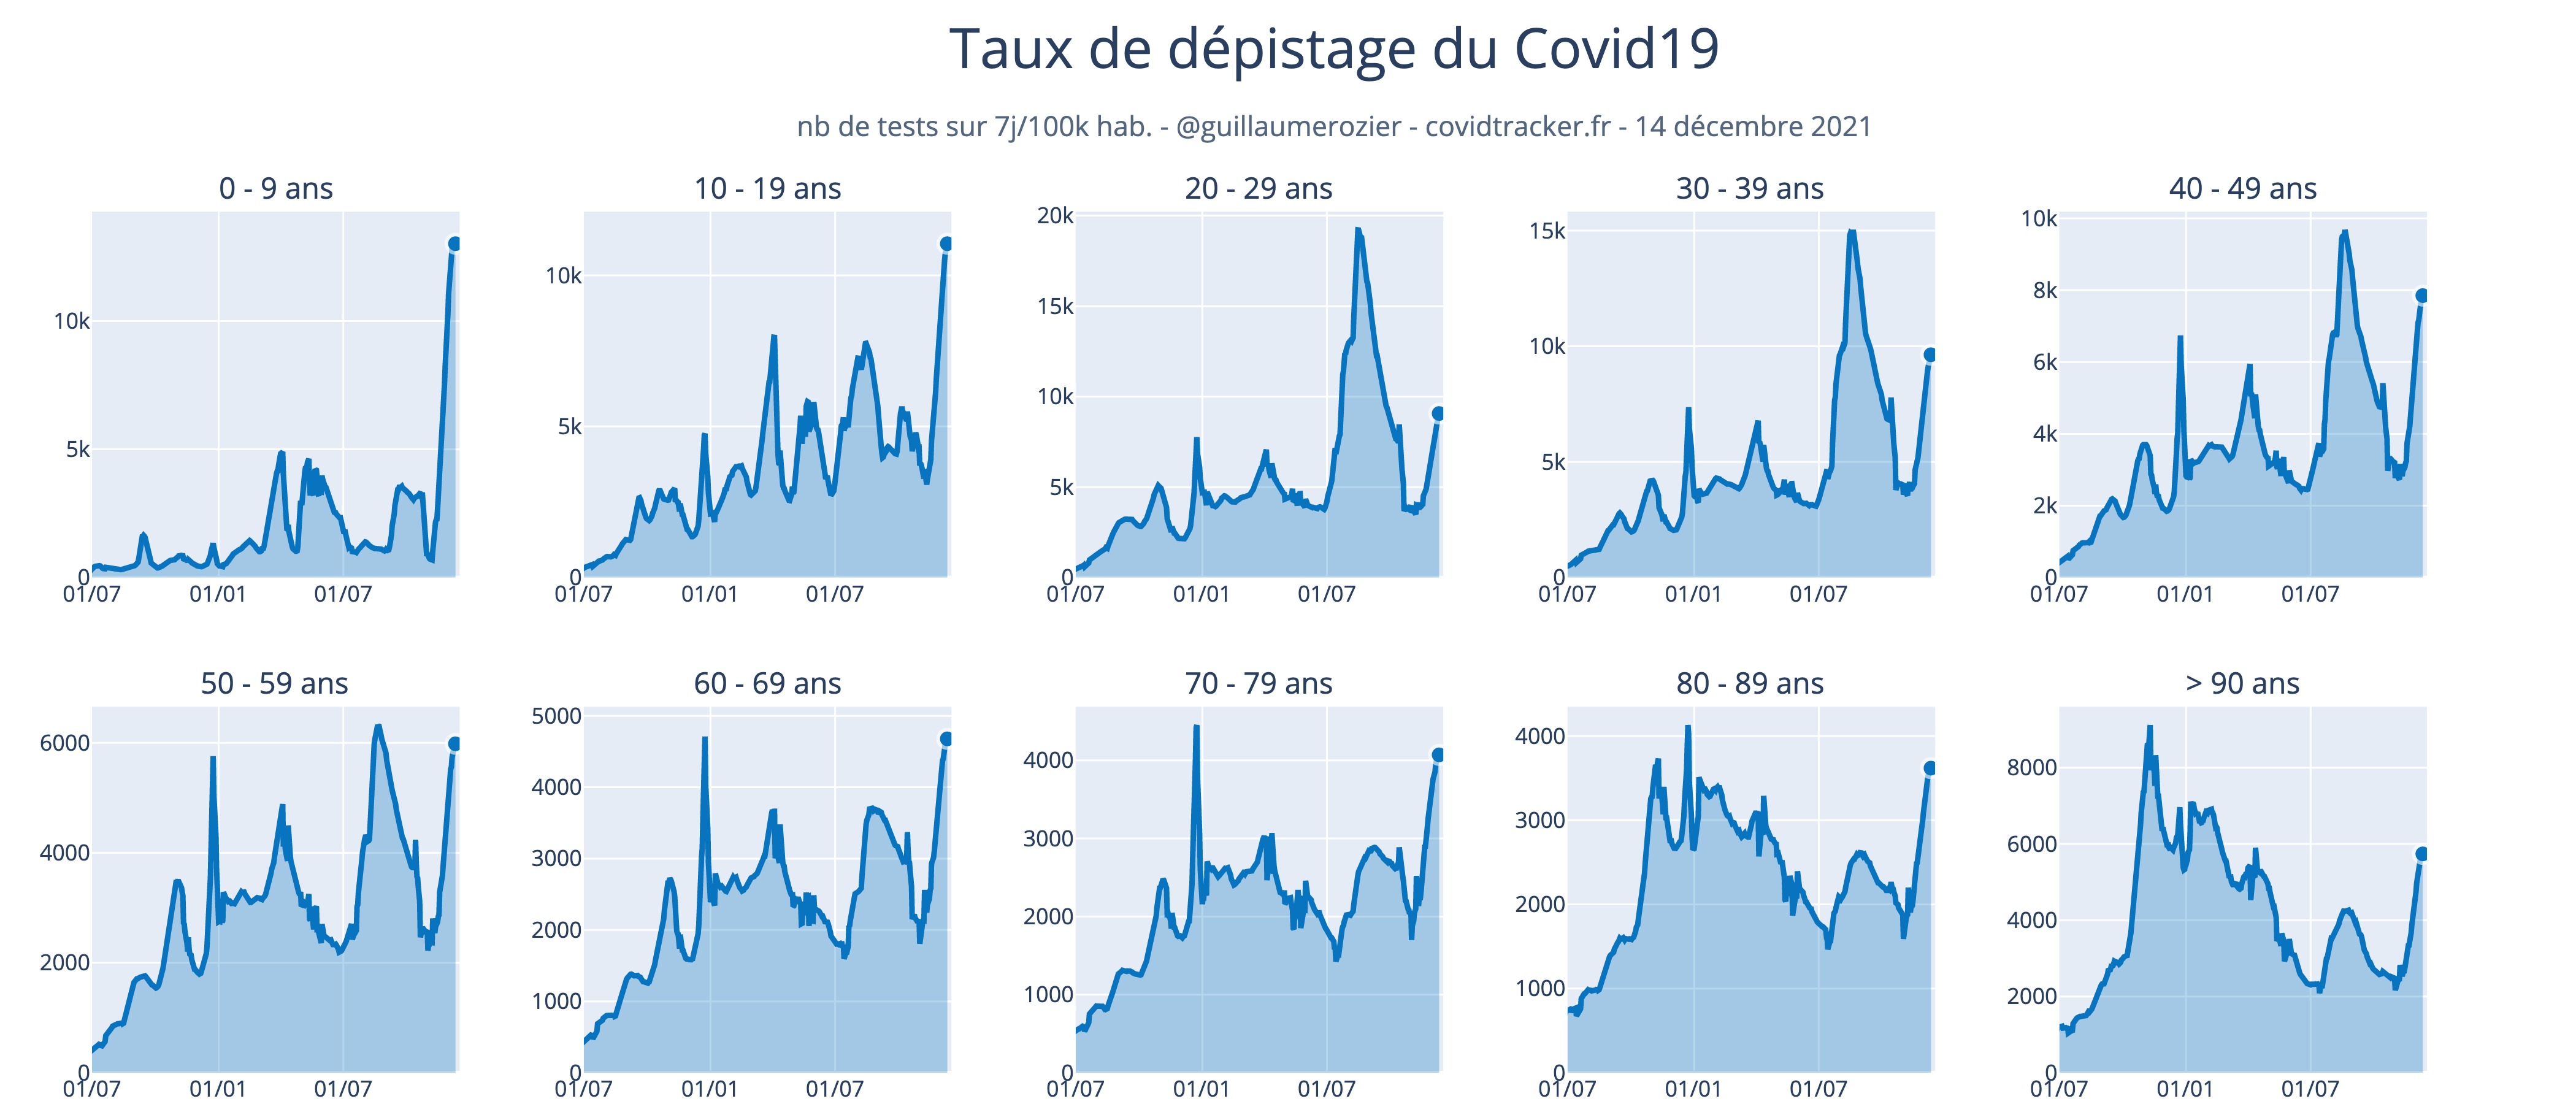 Taux de dépistage du Covid19
nb de tests sur 7j/100k hab. - @guillaumerozier - covidtracker.fr - 14 décembre 2021
0 - 9 ans
10k
5k
0
01/07 01/01 01/07
10 - 19 ans
10k
5k
0
01/07 01/01 01/07
20 - 29 ans
20k
15k
10k
5k
0
01/07 01/01 01/07
30 - 39 ans
15k
10k
5k
0
01/07 01/01 01/07
40 - 49 ans
10k
8k
6k
4k
2k
0
01/07 01/01 01/07
50 - 59 ans
6000
4000
2000
0
01/07 01/01 01/07
60 - 69 ans
5000
4000
3000
2000
1000
0
01/07 01/01 01/07
70 - 79 ans
4000
3000
2000
1000
0
01/07 01/01 01/07
80 - 89 ans
4000
3000
2000
1000
0
01/07 01/01 01/07
> 90 ans
8000
6000
4000
2000
0
01/07 01/01 01/07